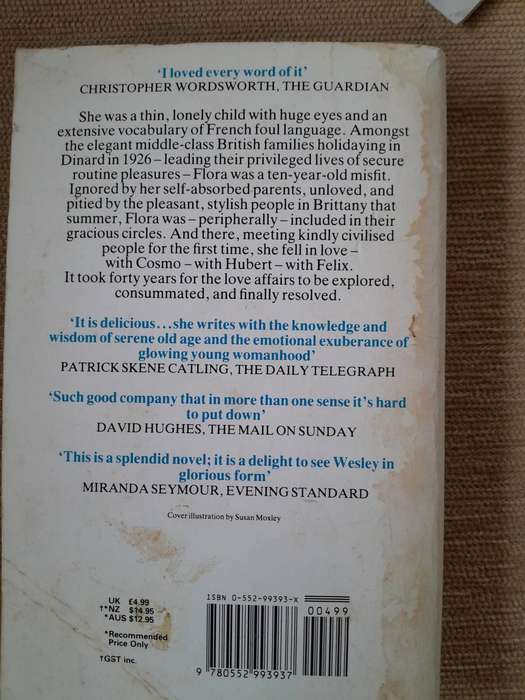 ‘I loved every word of it’
CHRISTOPHER WORDSWORTH, THE GUARDIAN
She was a thin, lonely child with huge eyes and an
extensive vocabulary of French foul language. Amongst
the elegant middle-class British families holidaying in
Dinard in 1926 – leading their privileged lives of secure
routine pleasures – Flora was a ten-year-old misfit.
Ignored by her self-absorbed parents, unloved, and
pitied by the pleasant, stylish people in Brittany that
summer, Flora was – peripherally – included in their
gracious circles. And there, meeting kindly civilised
people for the first time, she fell in love –
with Cosmo – with Hubert – with Felix.
It took forty years for the love affairs to be explored,
consummated, and finally resolved.
‘It is delicious...she writes with the knowledge and
wisdom of serene old age and the emotional exuberance of
glowing young womanhood’
PATRICK SKENE CATLING, THE DAILY TELEGRAPH
‘Such good company that in more than one sense it’s hard
to put down’
DAVID HUGHES, THE MAIL ON SUNDAY
‘This is a splendid novel; it is a delight to see Wesley in
glorious form’
MIRANDA SEYMOUR, EVENING STANDARD
Cover illustration by Susan Moxley
UK £4.99
†*NZ $14.95
*AUS $12.95
*Recommended
Price Only
†GST inc.
ISBN 0-552-99393-X
00499
9 780552 993937